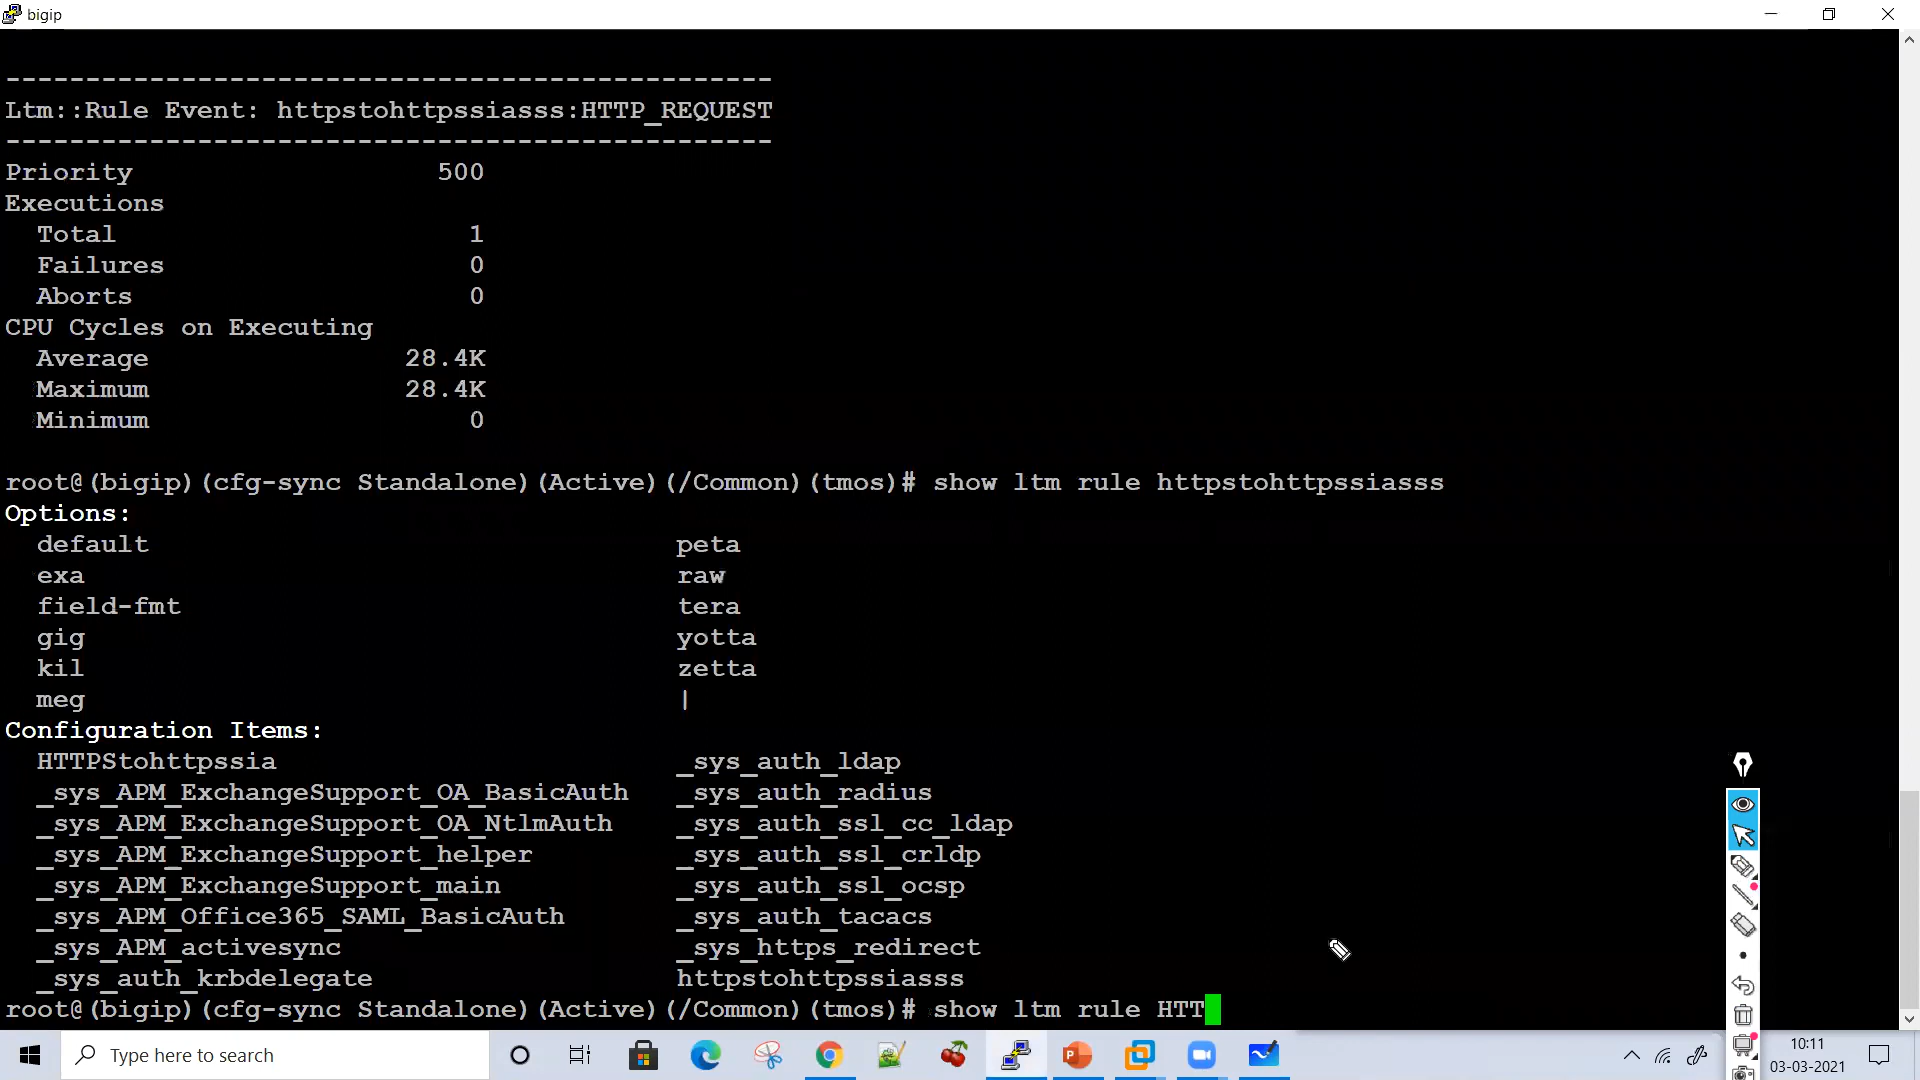 bigip
------------------------------------------------
Ltm::Rule Event: httpstohttpssiasss:HTTP_REQUEST
------------------------------------------------
Priority 500
Executions
Total 1
Failures 0
Aborts 0
CPU Cycles on Executing
Average 28.4K
Maximum 28.4K
Minimum 0
root@(bigip)(cfg-sync Standalone)(Active)(/Common)(tmos)# show ltm rule httpstohttpssiasss
Options:
default peta
exa raw
field-fmt tera
gig yotta
kil zetta
meg |
Configuration Items:
HTTPStohttpssia _sys_auth_ldap
_sys_APM_ExchangeSupport_OA_BasicAuth _sys_auth_radius
_sys_APM_ExchangeSupport_OA_NtlmAuth _sys_auth_ssl_cc_ldap
_sys_APM_ExchangeSupport_helper _sys_auth_ssl_crldp
_sys_APM_ExchangeSupport_main _sys_auth_ssl_ocsp
_sys_APM_Office365_SAML_BasicAuth _sys_auth_tacacs
_sys_APM_activesync _sys_https_redirect
_sys_auth_krbdelegate httpstohttpssiasss
root@(bigip)(cfg-sync Standalone)(Active)(/Common)(tmos)# show ltm rule HTT
Type here to search
10:11
03-03-2021